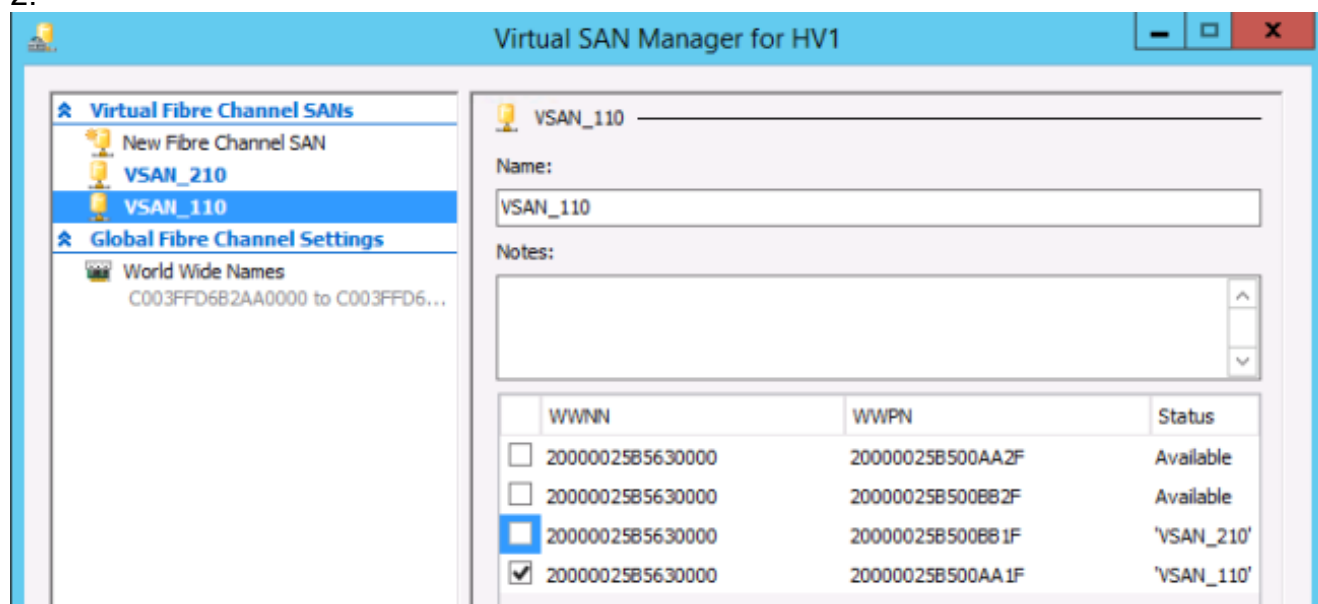 2.
Virtual SAN Manager for HV1
Virtual Fibre Channel SANs
New Fibre Channel SAN
VSAN_210
VSAN_110
Global Fibre Channel Settings
World Wide Names
C003FFD6B2AA0000 to C003FFD6...
VSAN_110
Name:
VSAN_110
Notes:
WWNN WWPN Status
20000025B5630000 20000025B500AA2F Available
20000025B5630000 20000025B500BB2F Available
20000025B5630000 20000025B500BB1F 'VSAN_210'
20000025B5630000 20000025B500AA1F 'VSAN_110'